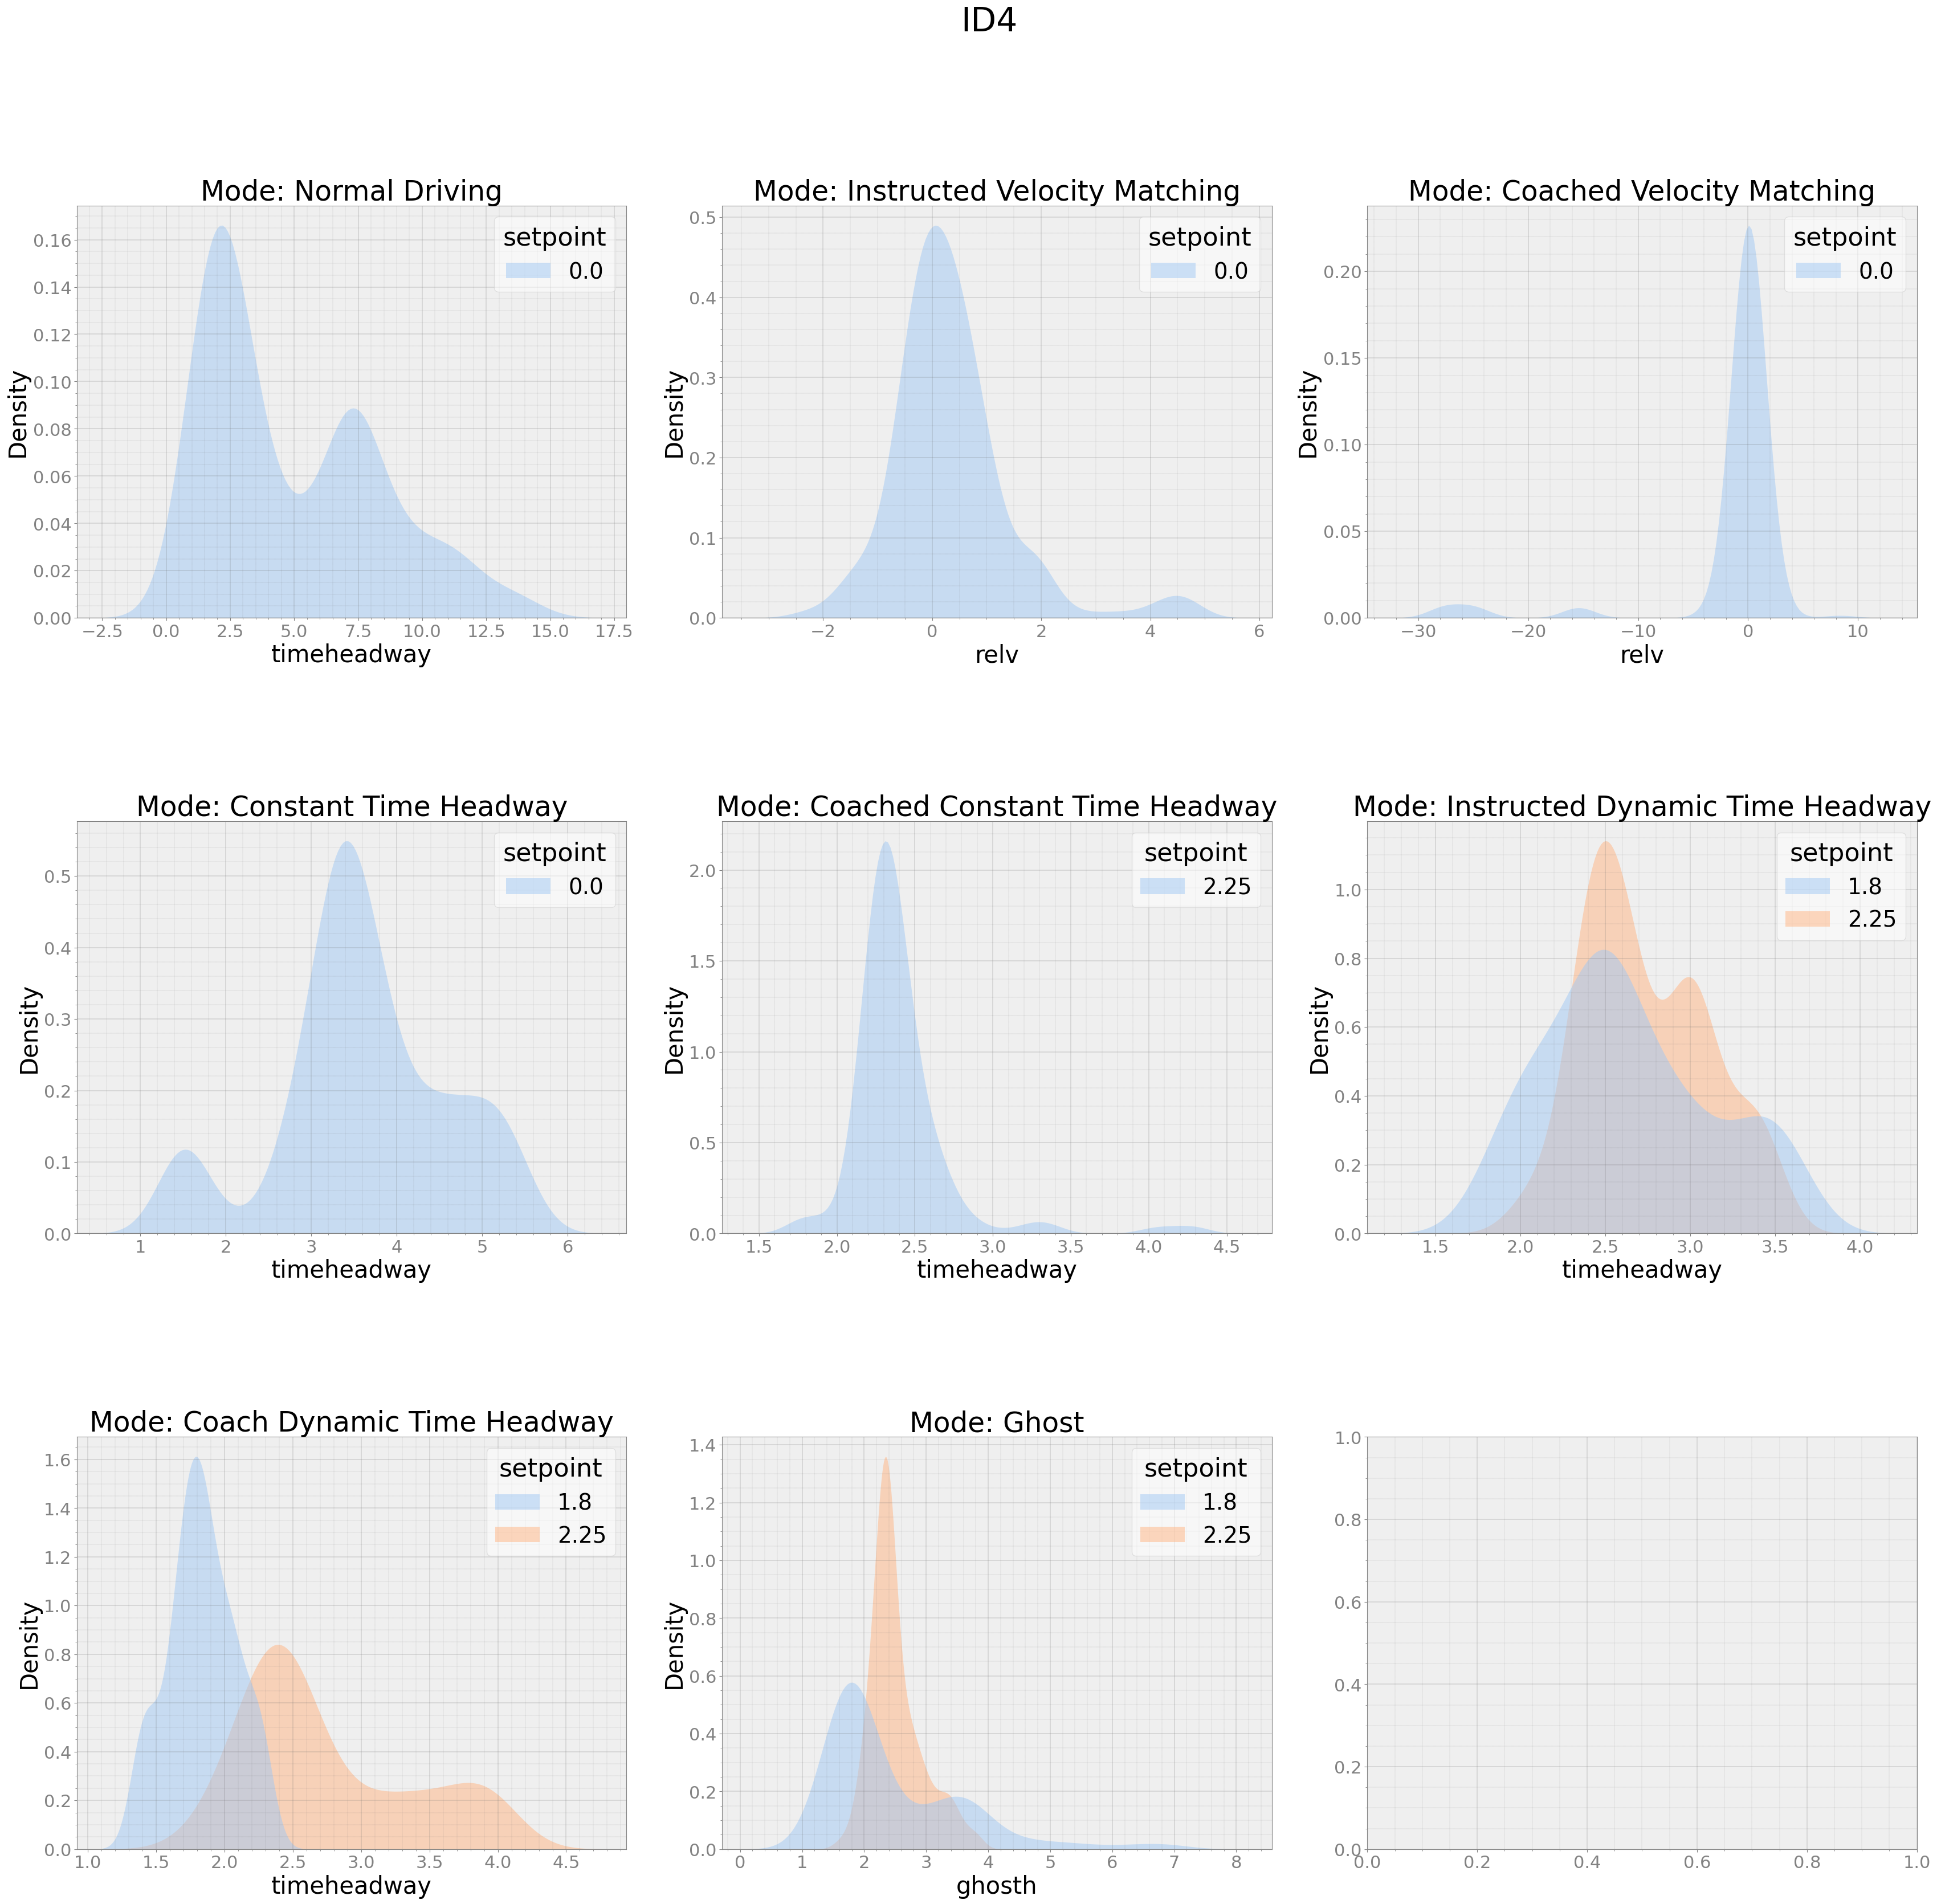 ID4
Mode: Normal Driving
setpoint
0.0
0.16
0.14
0.12
0.10
0.08
0.06
0.04
0.02
0.00
Density
−2.5 0.0 2.5 5.0 7.5 10.0 12.5 15.0 17.5
timeheadway
Mode: Instructed Velocity Matching
setpoint
0.0
0.5
0.4
0.3
0.2
0.1
0.0
Density
−2 0 2 4 6
relv
Mode: Coached Velocity Matching
setpoint
0.0
0.20
0.15
0.10
0.05
0.00
Density
−30 −20 −10 0 10
relv
Mode: Constant Time Headway
setpoint
0.0
0.5
0.4
0.3
0.2
0.1
0.0
Density
1 2 3 4 5 6
timeheadway
Mode: Coached Constant Time Headway
setpoint
2.25
2.0
1.5
1.0
0.5
0.0
Density
1.5 2.0 2.5 3.0 3.5 4.0 4.5
timeheadway
Mode: Instructed Dynamic Time Headway
setpoint
1.8
2.25
1.0
0.8
0.6
0.4
0.2
0.0
Density
1.5 2.0 2.5 3.0 3.5 4.0
timeheadway
Mode: Coach Dynamic Time Headway
setpoint
1.8
2.25
1.6
1.4
1.2
1.0
0.8
0.6
0.4
0.2
0.0
Density
1.0 1.5 2.0 2.5 3.0 3.5 4.0 4.5
timeheadway
Mode: Ghost
setpoint
1.8
2.25
1.4
1.2
1.0
0.8
0.6
0.4
0.2
0.0
Density
0 1 2 3 4 5 6 7 8
ghosth
1.0
0.8
0.6
0.4
0.2
0.0
0.0 0.2 0.4 0.6 0.8 1.0